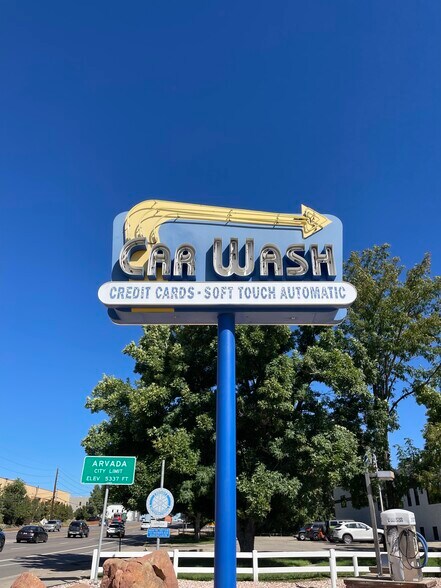 CAR WASH
CREDIT CARDS - SOFT TOUCH AUTOMATIC
ARVADA
CITY LIMIT
ELEV 5337 FT